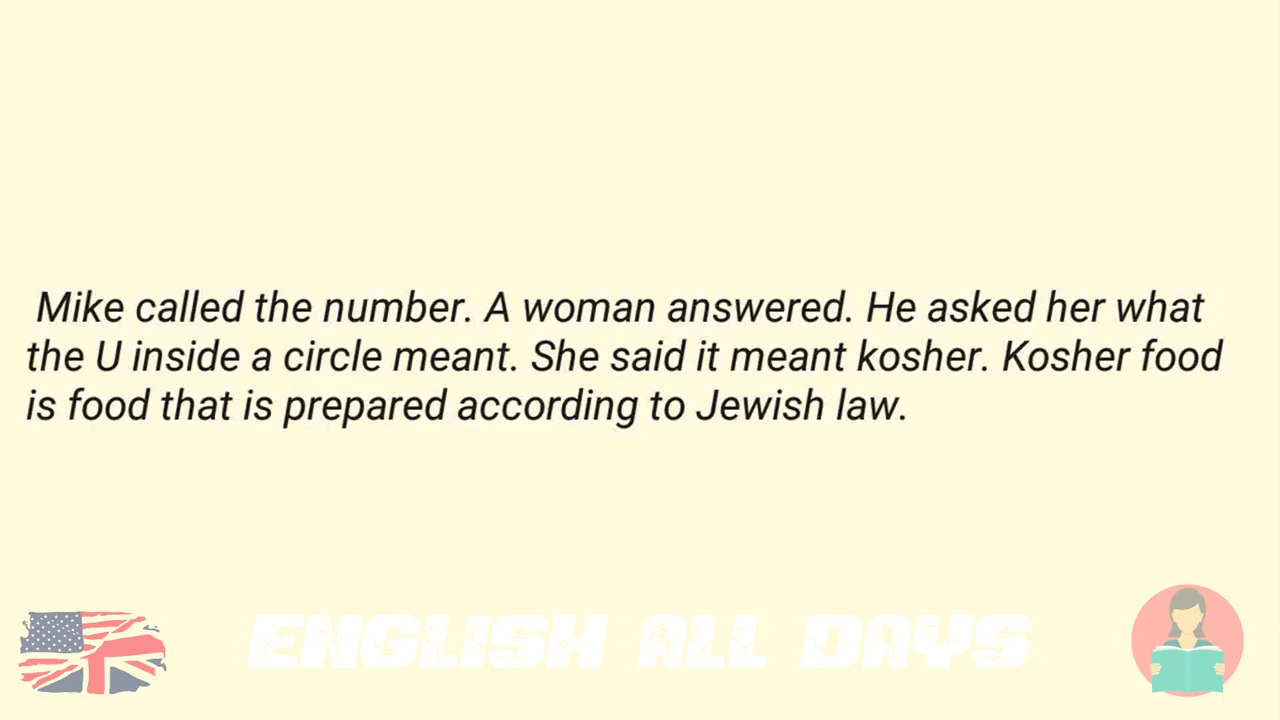 Mike called the number. A woman answered. He asked her what
the U inside a circle meant. She said it meant kosher. Kosher food
is food that is prepared according to Jewish law.
ENGLISH ALL DAYS